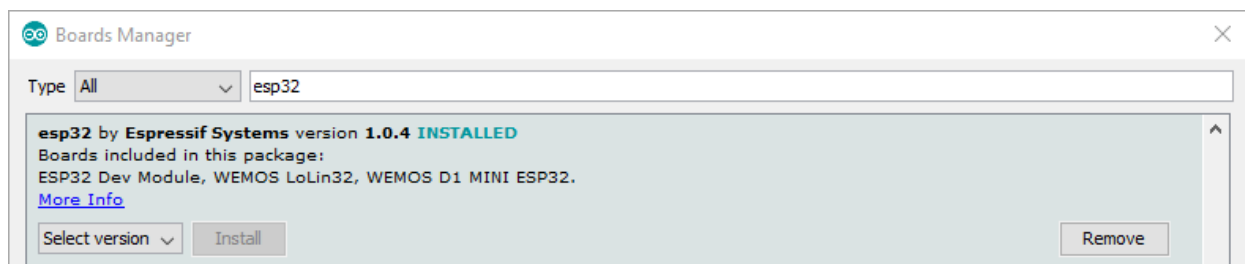 Boards Manager
Type All esp32
esp32 by Espressif Systems version 1.0.4 INSTALLED
Boards included in this package:
ESP32 Dev Module, WEMOS LoLin32, WEMOS D1 MINI ESP32.
More Info
Select version Install Remove